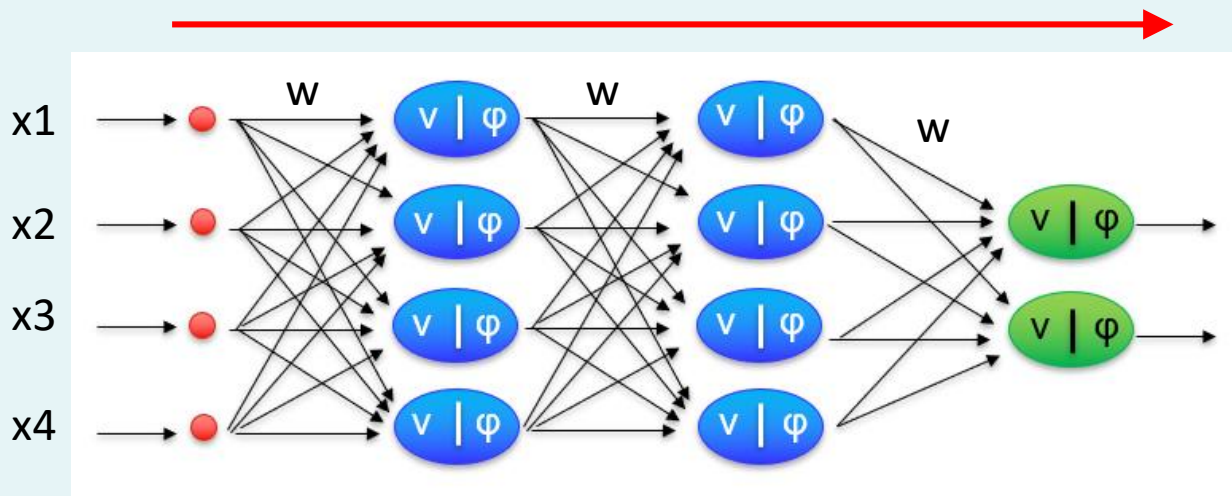 w w
x1 v | φ v | φ
w
x2 v | φ v | φ v | φ
x3 v | φ v | φ v | φ
x4 v | φ v | φ